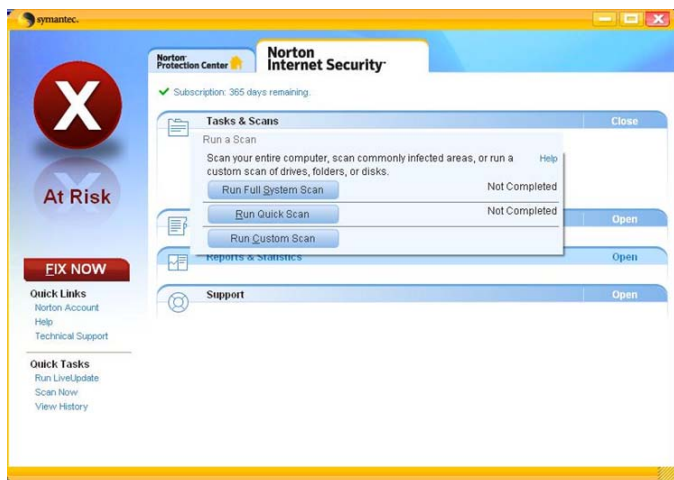 symantec.
Norton
Protection Center
Norton
Internet Security
Subscription: 365 days remaining.
X
At Risk
FIX NOW
Quick Links
Norton Account
Help
Technical Support
Quick Tasks
Run LiveUpdate
Scan Now
View History
Tasks & Scans Close
Run a Scan
Scan your entire computer, scan commonly infected areas, or run a Help
custom scan of drives, folders, or disks.
Run Full System Scan Not Completed
Run Quick Scan Not Completed
Run Custom Scan
Open
Reports & Statistics Open
Support Open